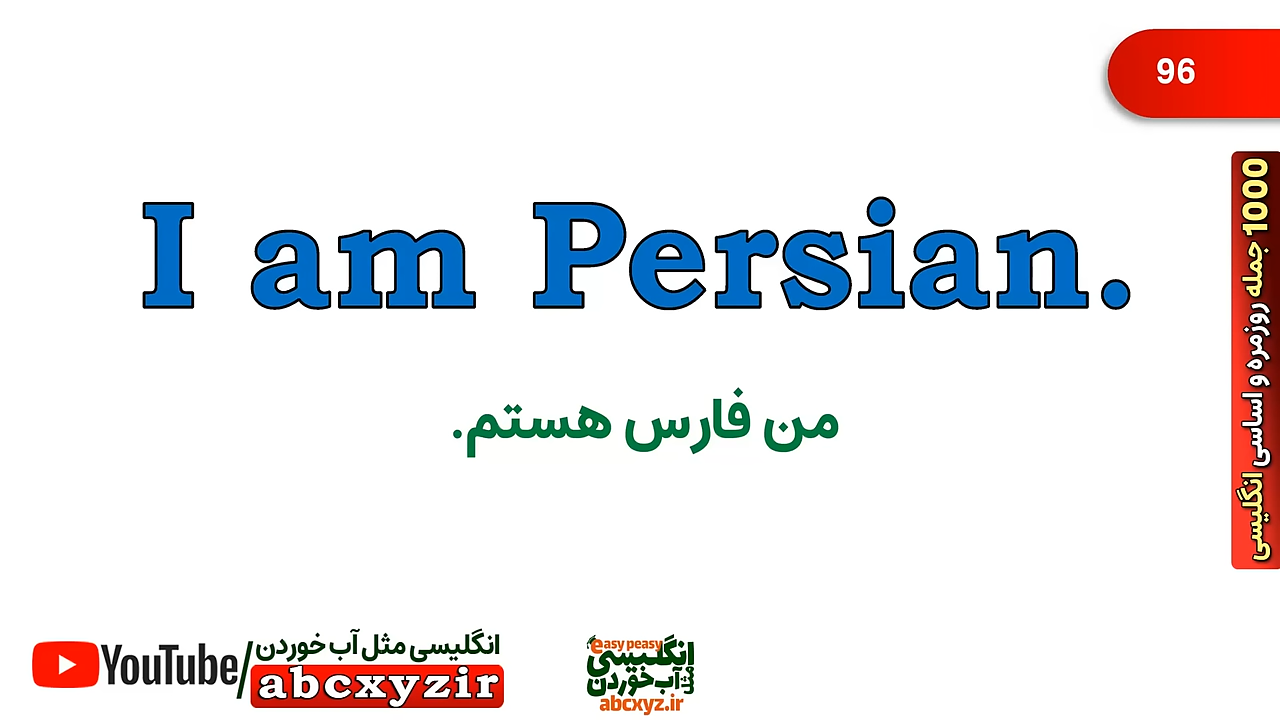 96
1000 جمله روزمره و اساسی انگلیسی
I am Persian.
من فارس هستم.
YouTube/
انگلیسی مثل آب خوردن
abcxyzir
easy peasy
انگلیسی
مثل
آب خوردن
abcxyz.ir